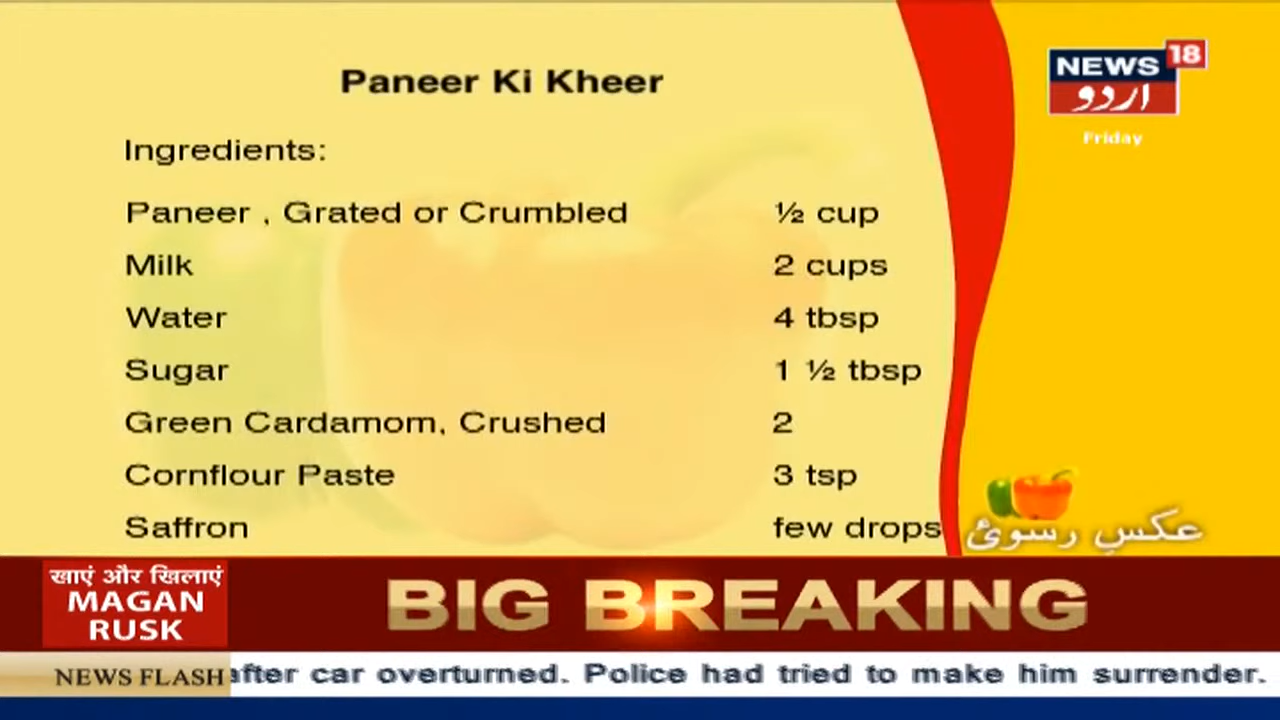 Paneer Ki Kheer
Ingredients:
Paneer , Grated or Crumbled ½ cup
Milk 2 cups
Water 4 tbsp
Sugar 1 ½ tbsp
Green Cardamom, Crushed 2
Cornflour Paste 3 tsp
Saffron few drops
NEWS 18
اردو
Friday
عکسِ رسوئ
खाएं और खिलाएं
MAGAN
RUSK
BIG BREAKING
NEWS FLASH after car overturned. Police had tried to make him surrender.